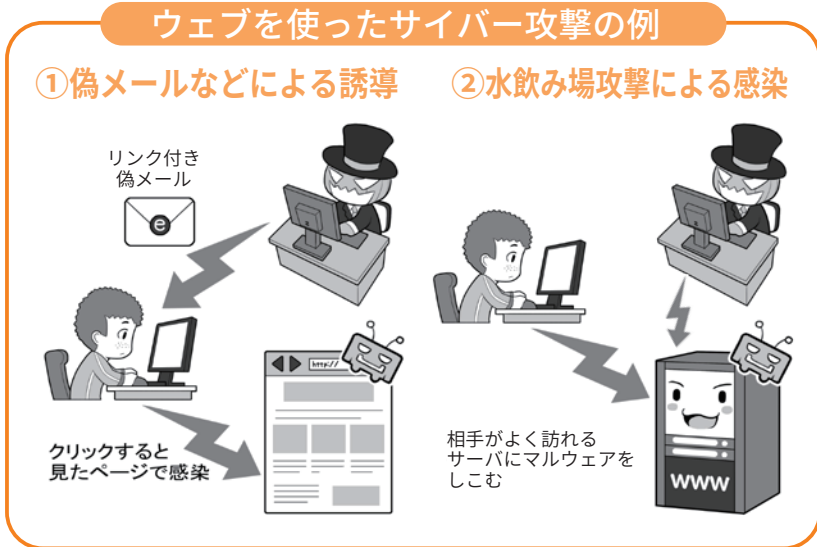 ウェブを使ったサイバー攻撃の例
①偽メールなどによる誘導
リンク付き
偽メール
e
http://
クリックすると
見たページで感染
②水飲み場攻撃による感染
相手がよく訪れる
サーバにマルウェアを
しこむ
WWW